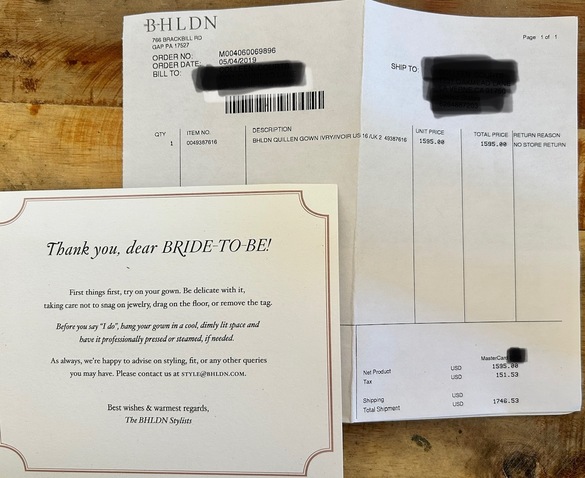 BHLDN
766 BRACKBILL RD
GAP PA 17527
Page 1 of 1
ORDER NO: M004060069896
ORDER DATE: 05/04/2019
BILL TO:
SHIP TO:
QTY ITEM NO: DESCRIPTION UNIT PRICE TOTAL PRICE RETURN REASON
1 0049387616 BHLDN QUILLEN GOWN IVRY/IVOIR US 16 /UK 2 49387616 1595.00 1595.00 NO STORE RETURN
MasterCard
Net Product USD 1595.00
Tax USD 151.53
Shipping USD
Total Shipment USD 1746.53
Thank you, dear BRIDE-TO-BE!
First things first, try on your gown. Be delicate with it,
taking care not to snag on jewelry, drag on the floor, or remove the tag.
Before you say "I do", hang your gown in a cool, dimly lit space and
have it professionally pressed or steamed, if needed.
As always, we're happy to advise on styling, fit, or any other queries
you may have. Please contact us at STYLE@BHLDN.COM.
Best wishes & warmest regards,
The BHLDN Stylists